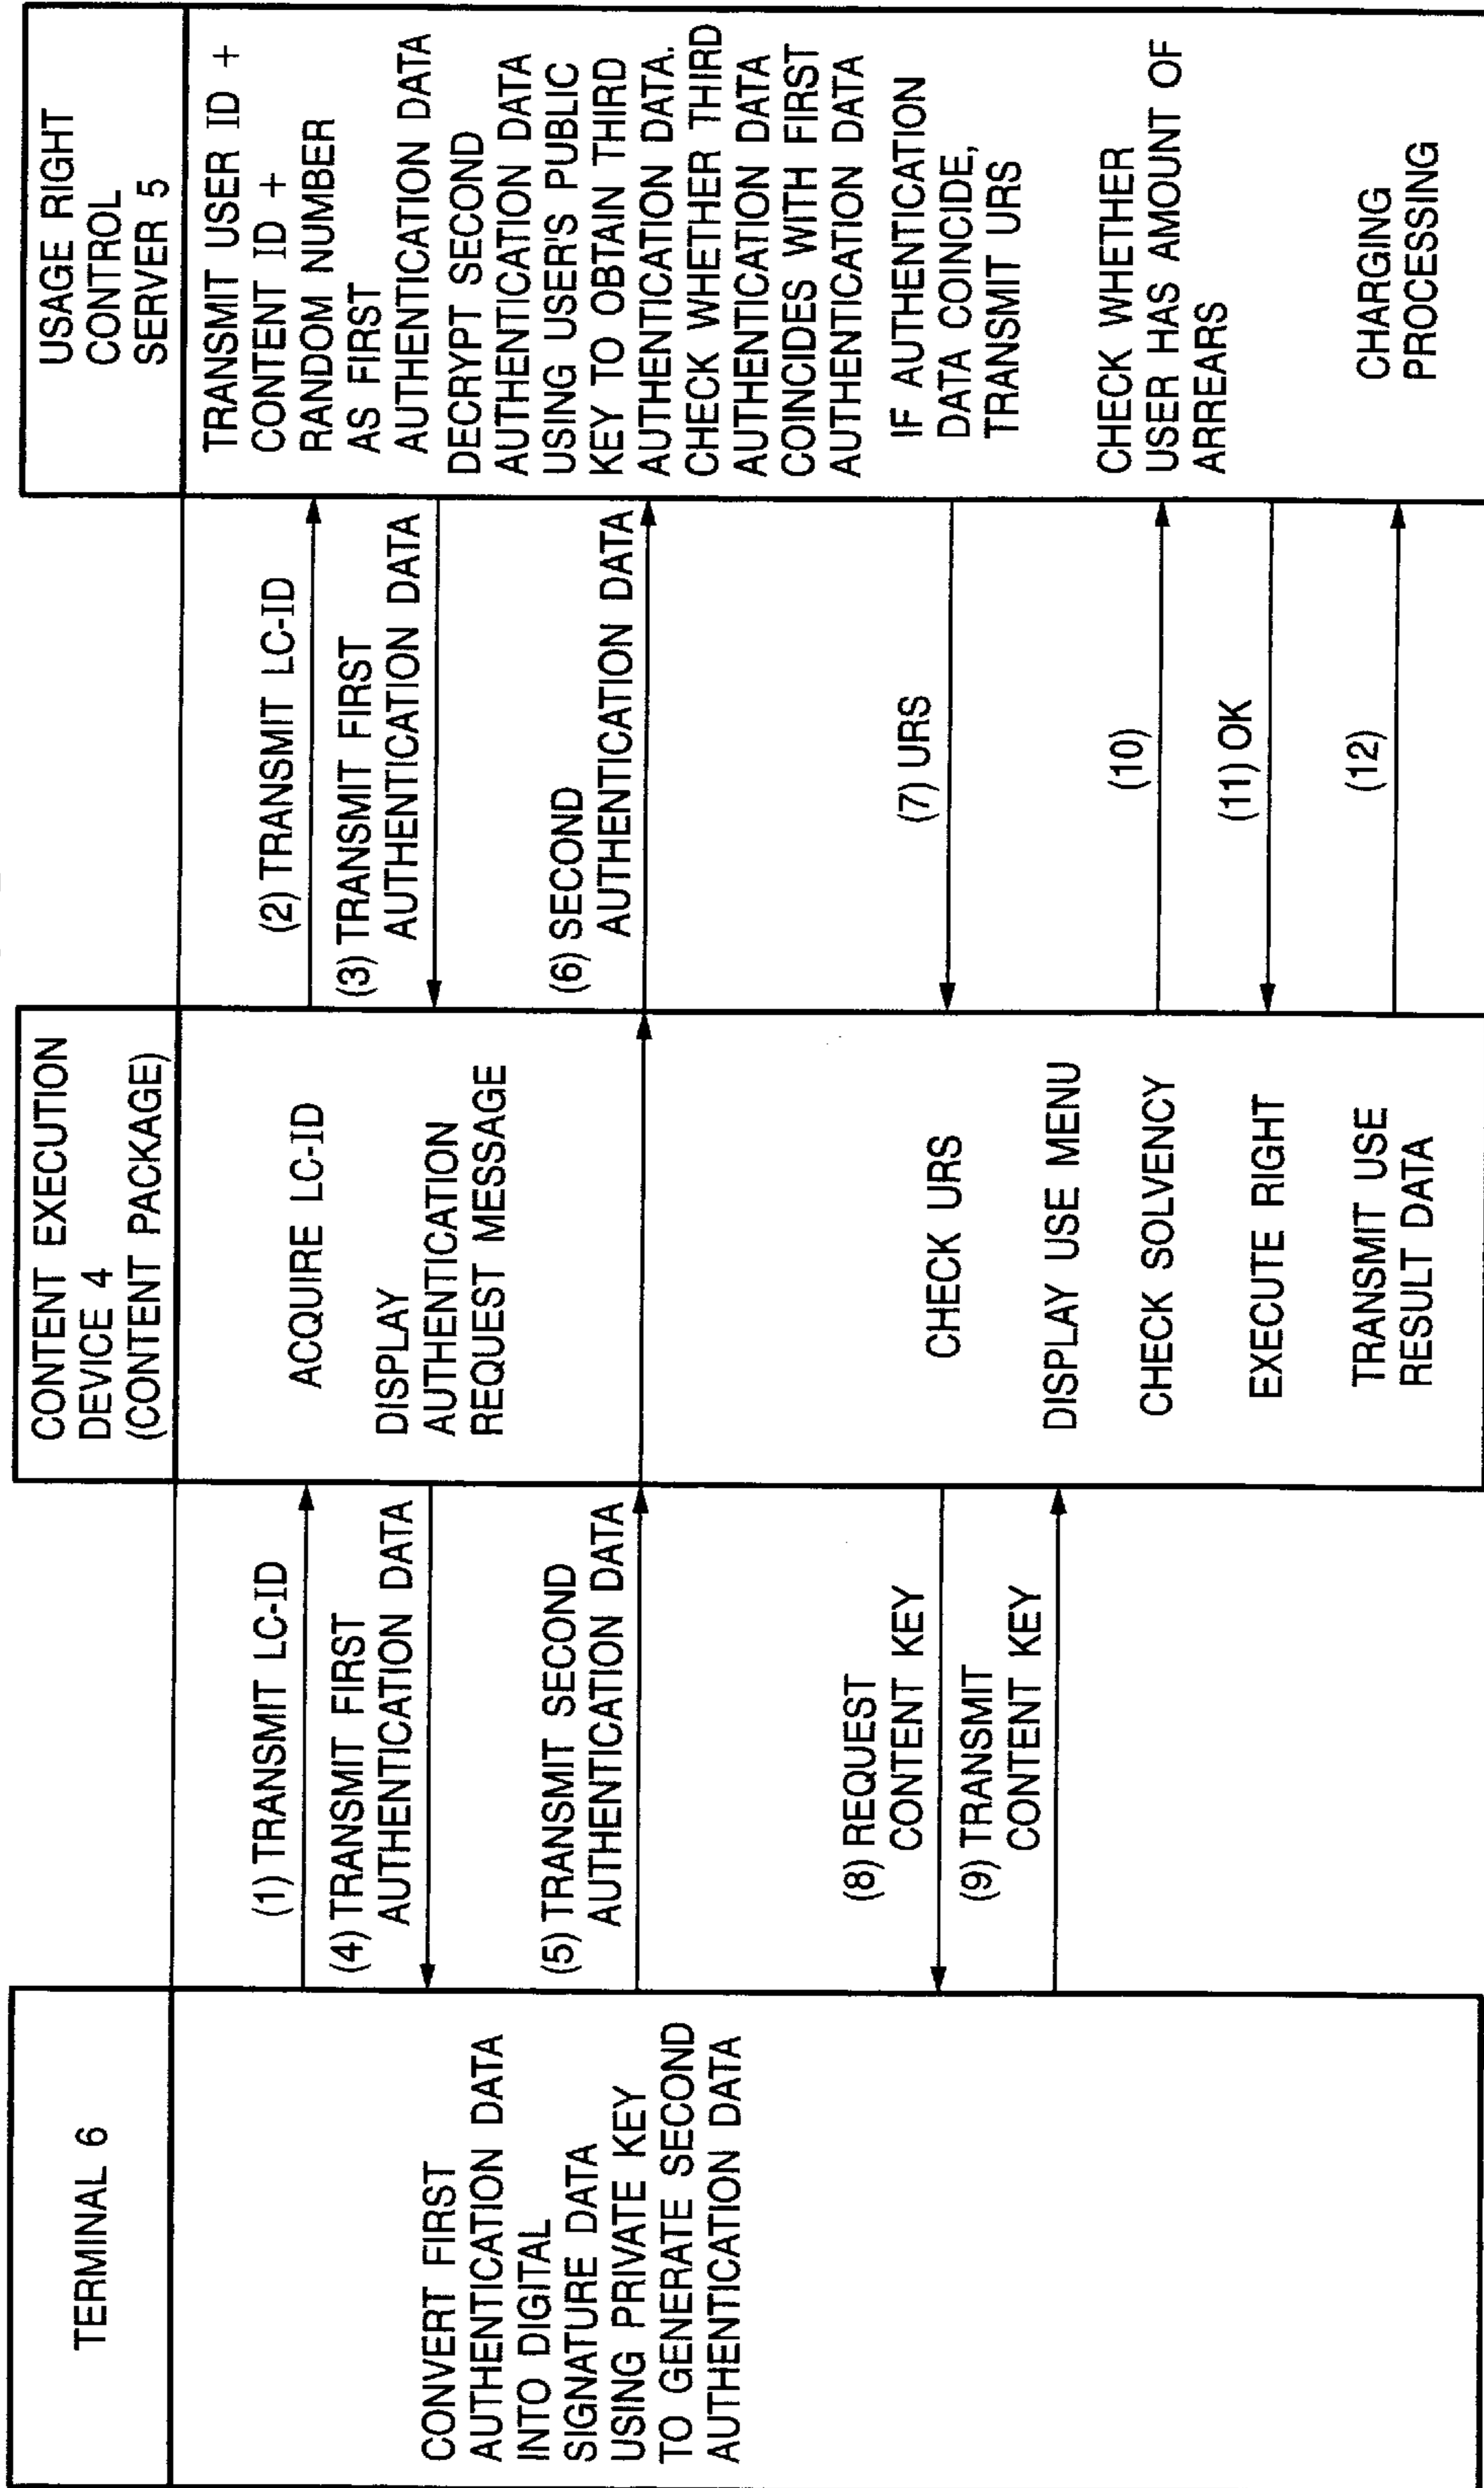 TERMINAL 6
CONVERT FIRST
AUTHENTICATION DATA
INTO DIGITAL
SIGNATURE DATA
USING PRIVATE KEY
TO GENERATE SECOND
AUTHENTICATION DATA
(1) TRANSMIT LC-ID
(4) TRANSMIT FIRST
AUTHENTICATION DATA
(5) TRANSMIT SECOND
AUTHENTICATION DATA
(8) REQUEST
CONTENT KEY
(9) TRANSMIT
CONTENT KEY
CONTENT EXECUTION
DEVICE 4
(CONTENT PACKAGE)
ACQUIRE LC-ID
DISPLAY
AUTHENTICATION
REQUEST MESSAGE
CHECK URS
DISPLAY USE MENU
CHECK SOLVENCY
EXECUTE RIGHT
TRANSMIT USE
RESULT DATA
(2) TRANSMIT LC-ID
(3) TRANSMIT FIRST
AUTHENTICATION DATA
(6) SECOND
AUTHENTICATION DATA
(7) URS
(10)
(11) OK
(12)
USAGE RIGHT
CONTROL
SERVER 5
TRANSMIT USER ID +
CONTENT ID +
RANDOM NUMBER
AS FIRST
AUTHENTICATION DATA
DECRYPT SECOND
AUTHENTICATION DATA
USING USER'S PUBLIC
KEY TO OBTAIN THIRD
AUTHENTICATION DATA.
CHECK WHETHER THIRD
AUTHENTICATION DATA
COINCIDES WITH FIRST
AUTHENTICATION DATA
IF AUTHENTICATION
DATA COINCIDE,
TRANSMIT URS
CHECK WHETHER
USER HAS AMOUNT OF
ARREARS
CHARGING
PROCESSING